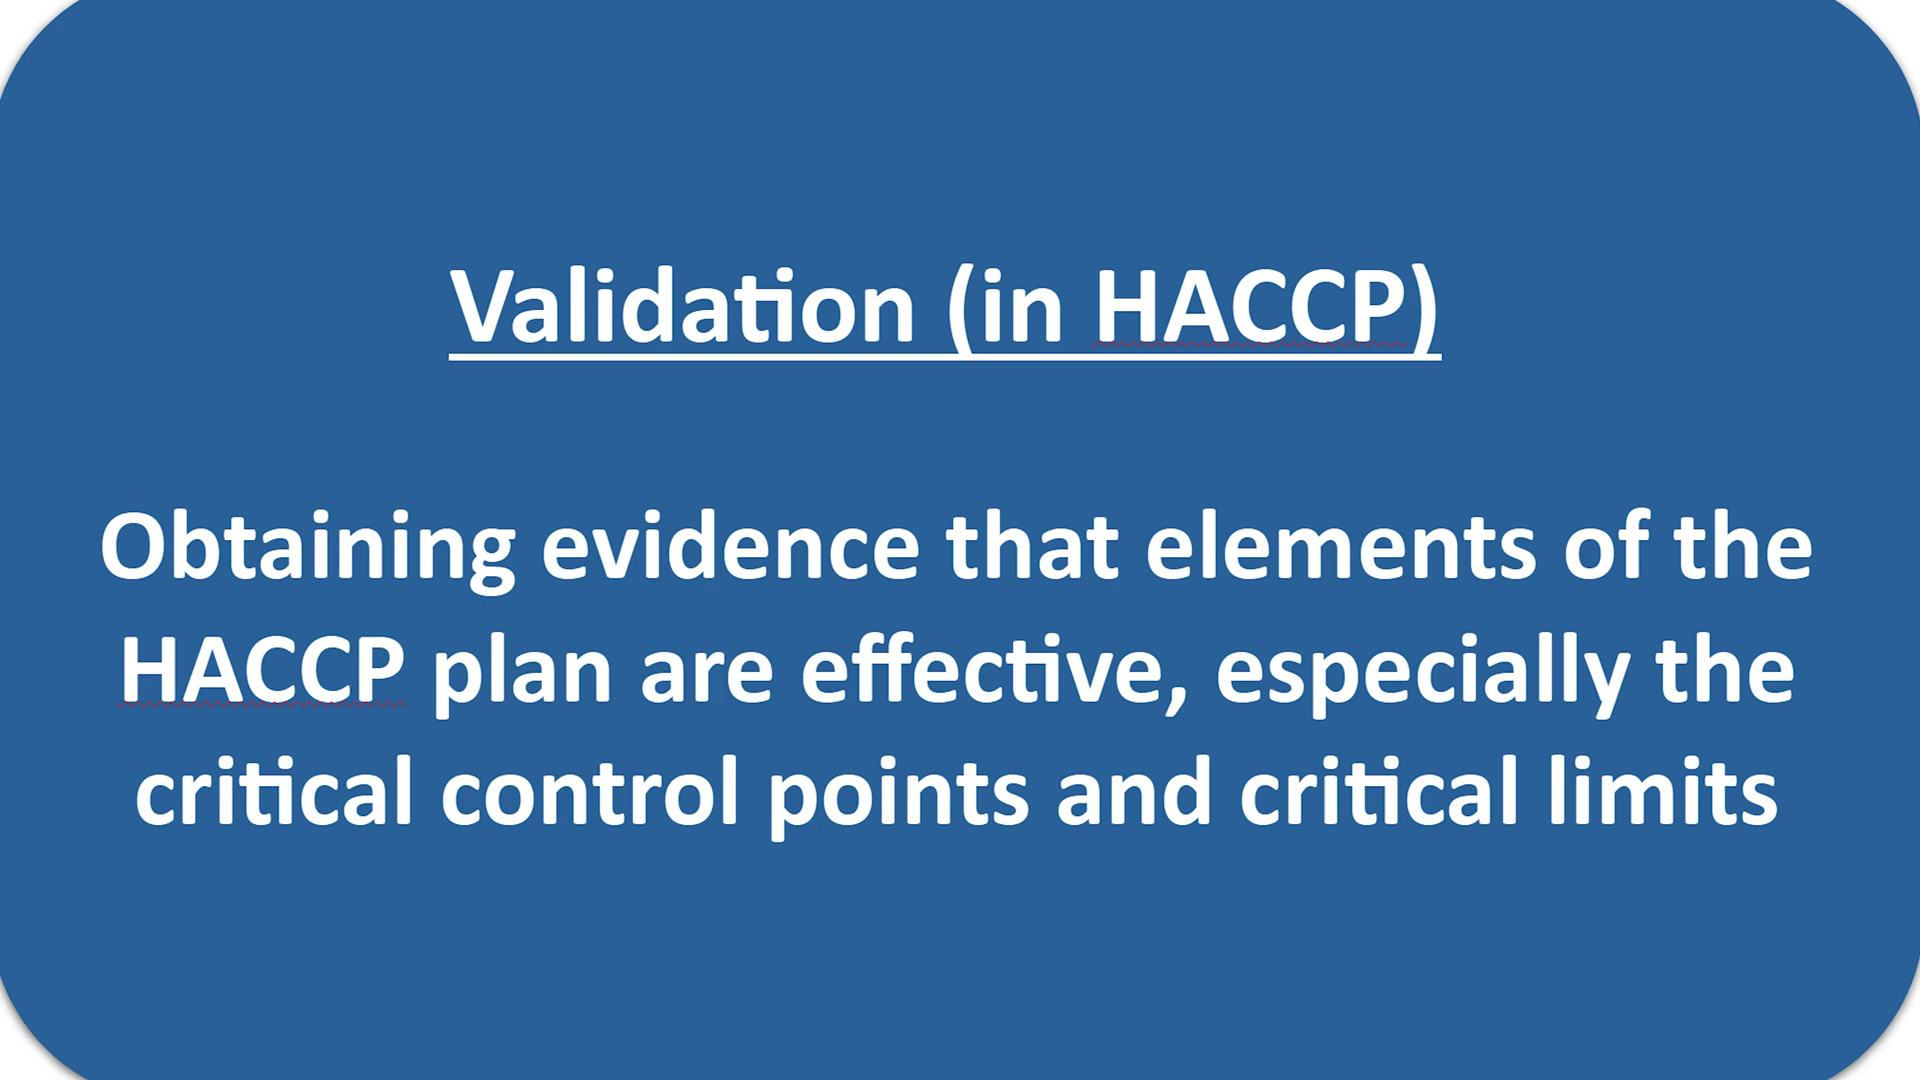 Validation (in HACCP)
Obtaining evidence that elements of the
HACCP plan are effective, especially the
critical control points and critical limits